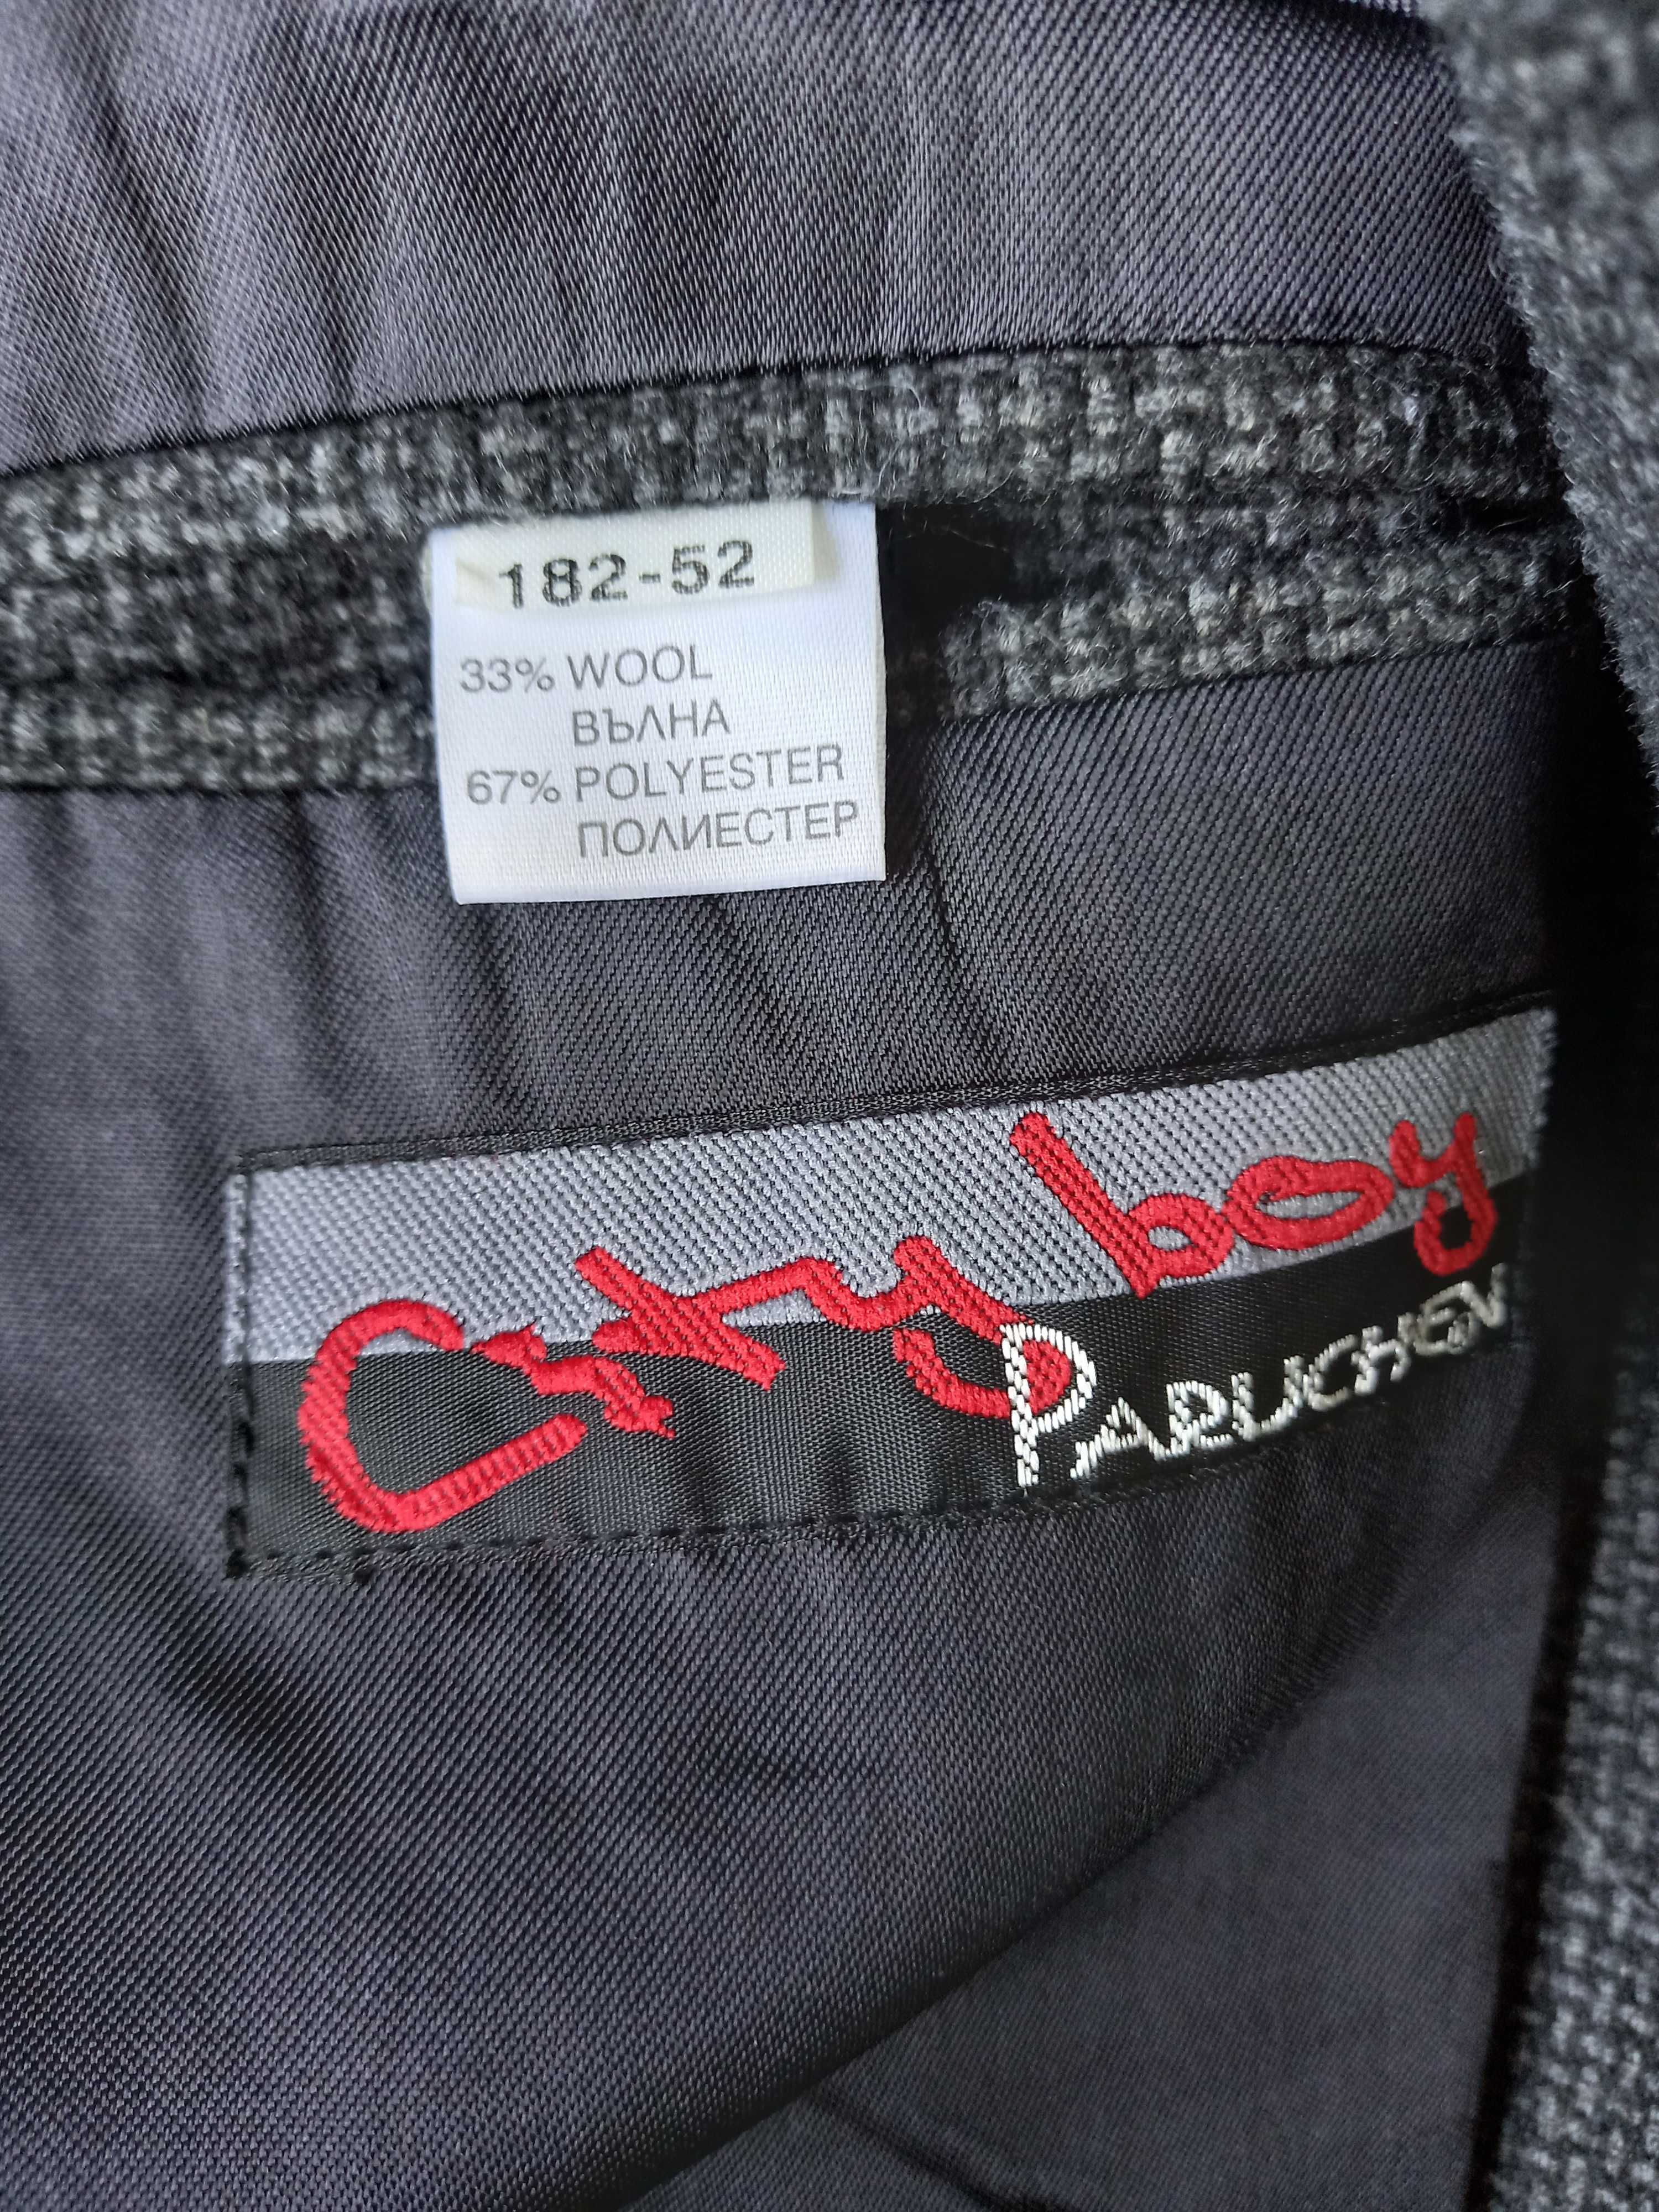 182-52
33% WOOL
ВЪЛНА
67% POLYESTER
ПОЛИЕСТЕР
City boy
PARUCHEV